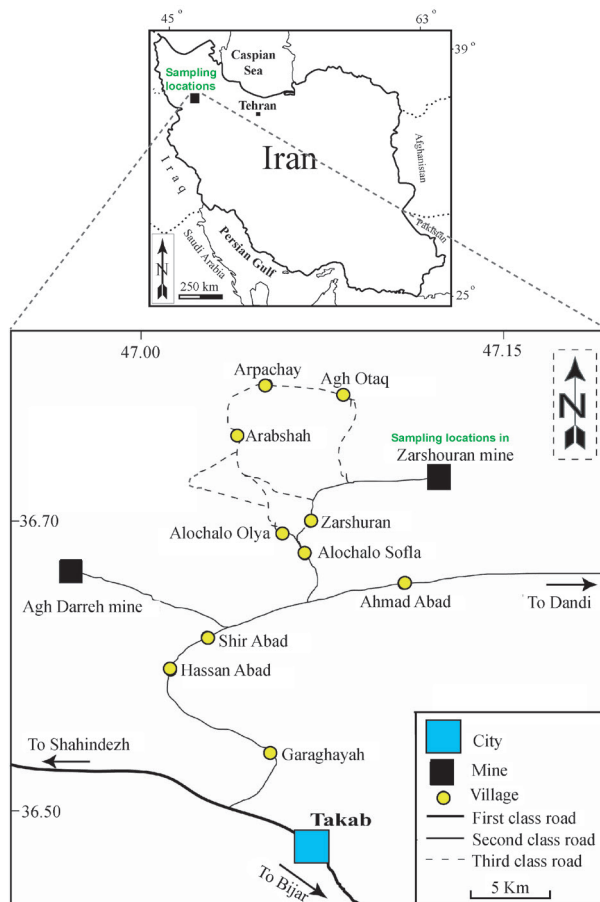 45°
63°
39°
Caspian
Sea
Sampling
locations
Tehran
Iran
Afghanistan
Iraq
Pakistan
Saudi Arabia
Persian Gulf
N
250 km
25°
47.00
47.15
Arpachay
Agh Otaq
N
Arabshah
Sampling locations in
Zarshouran mine
36.70
Zarshuran
Alochalo Olya
Alochalo Sofla
Agh Darreh mine
Ahmad Abad
To Dandi
Shir Abad
Hassan Abad
To Shahindezh
Garaghayah
36.50
Takab
To Bijar
City
Mine
Village
First class road
Second class road
Third class road
5 Km